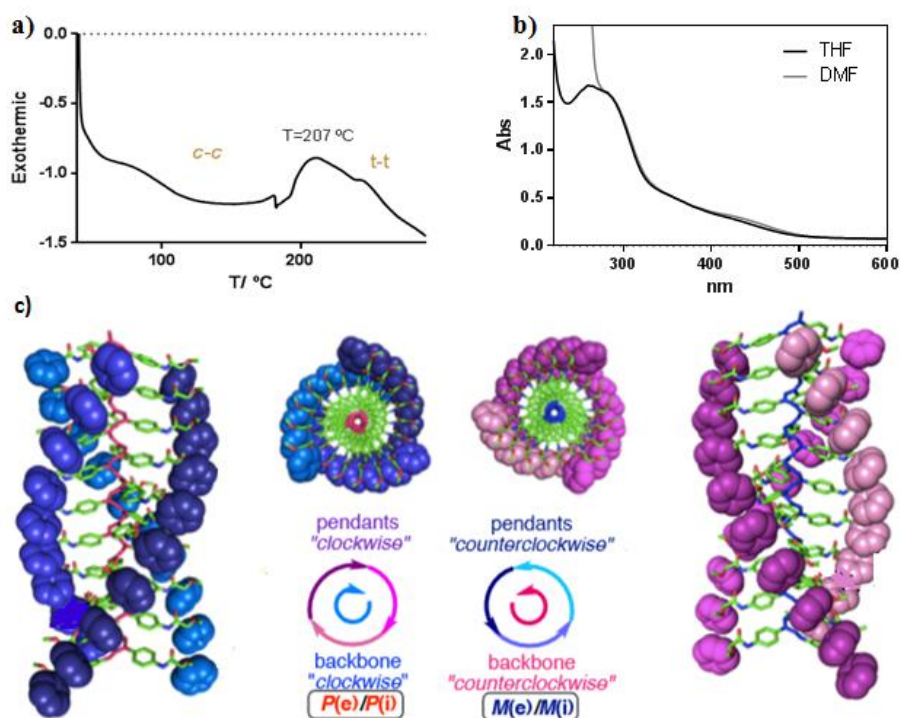 a)
0.0
-0.5
-1.0
-1.5
Exothermic
c-c
T=207 ºC
t-t
100
200
T/ ºC
b)
2.0
1.5
1.0
0.5
0.0
Abs
THF
DMF
300
400
500
600
nm
c)
pendants
"clockwise"
backbone
"clockwise"
P(e)/P(i)
pendants
"counterclockwise"
backbone
"counterclockwise"
M(e)/M(i)